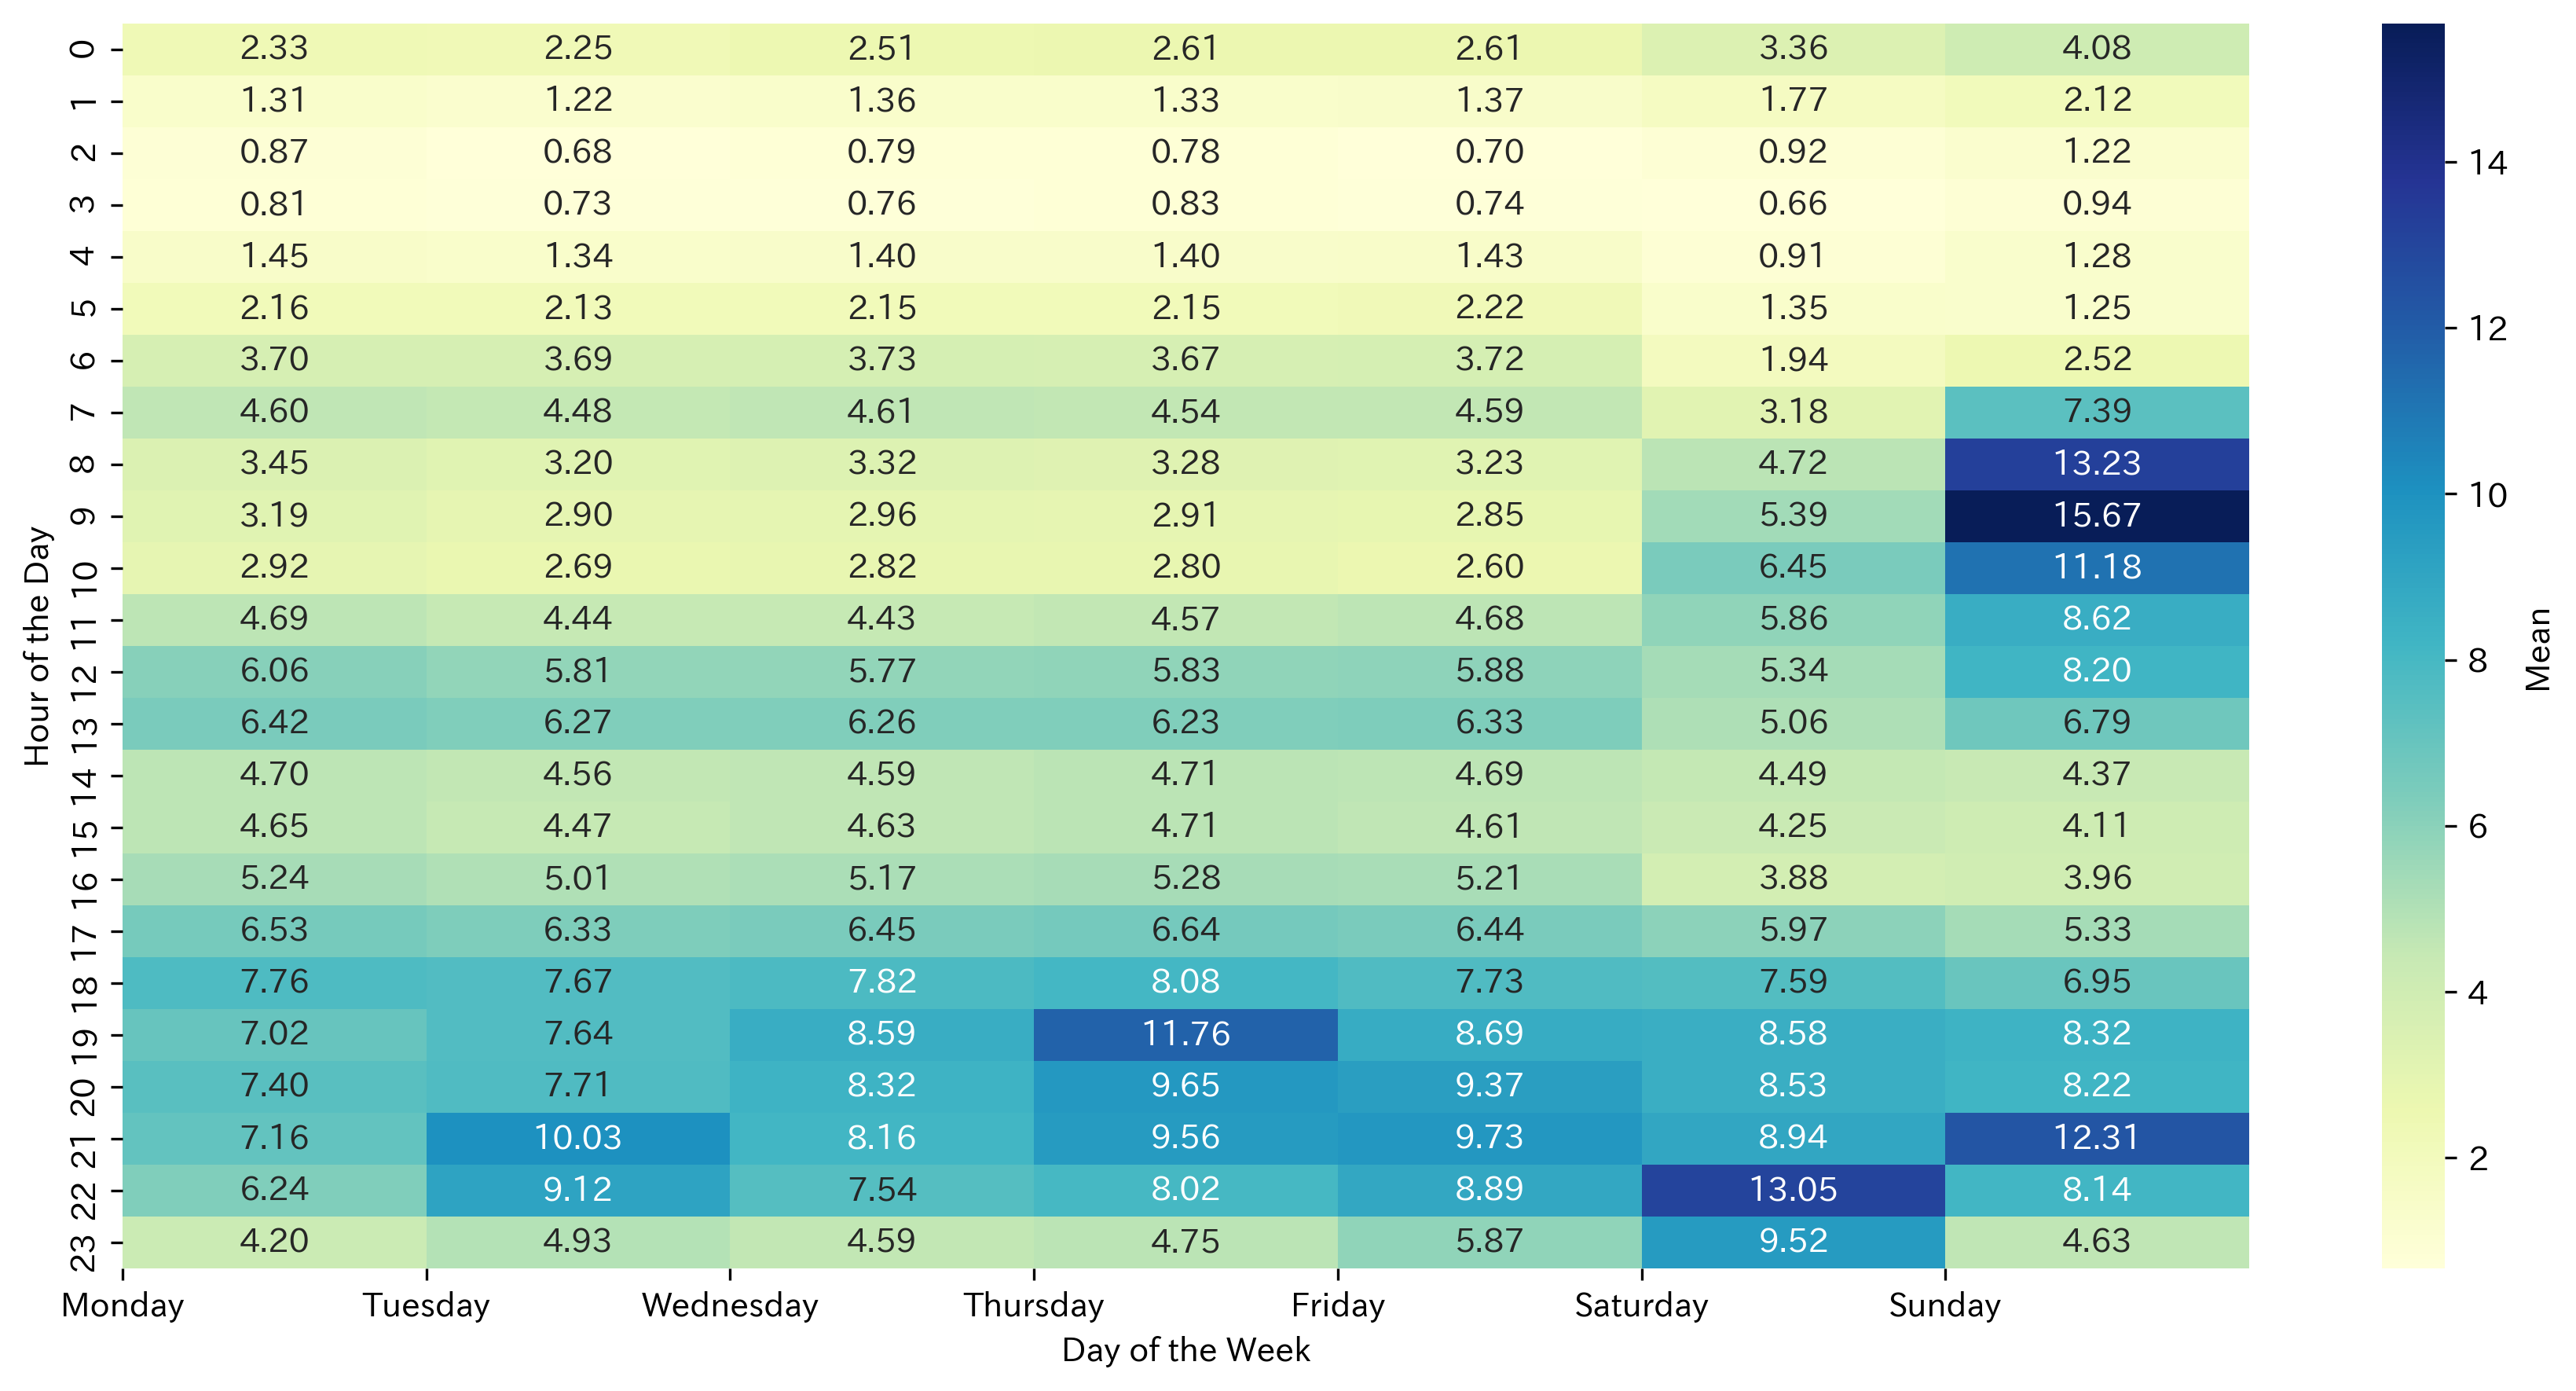 0 2.33 2.25 2.51 2.61 2.61 3.36 4.08
1 1.31 1.22 1.36 1.33 1.37 1.77 2.12
2 0.87 0.68 0.79 0.78 0.70 0.92 1.22
3 0.81 0.73 0.76 0.83 0.74 0.66 0.94
4 1.45 1.34 1.40 1.40 1.43 0.91 1.28
5 2.16 2.13 2.15 2.15 2.22 1.35 1.25
6 3.70 3.69 3.73 3.67 3.72 1.94 2.52
7 4.60 4.48 4.61 4.54 4.59 3.18 7.39
8 3.45 3.20 3.32 3.28 3.23 4.72 13.23
9 3.19 2.90 2.96 2.91 2.85 5.39 15.67
10 2.92 2.69 2.82 2.80 2.60 6.45 11.18
11 4.69 4.44 4.43 4.57 4.68 5.86 8.62
12 6.06 5.81 5.77 5.83 5.88 5.34 8.20
13 6.42 6.27 6.26 6.23 6.33 5.06 6.79
14 4.70 4.56 4.59 4.71 4.69 4.49 4.37
15 4.65 4.47 4.63 4.71 4.61 4.25 4.11
16 5.24 5.01 5.17 5.28 5.21 3.88 3.96
17 6.53 6.33 6.45 6.64 6.44 5.97 5.33
18 7.76 7.67 7.82 8.08 7.73 7.59 6.95
19 7.02 7.64 8.59 11.76 8.69 8.58 8.32
20 7.40 7.71 8.32 9.65 9.37 8.53 8.22
21 7.16 10.03 8.16 9.56 9.73 8.94 12.31
22 6.24 9.12 7.54 8.02 8.89 13.05 8.14
23 4.20 4.93 4.59 4.75 5.87 9.52 4.63
Monday Tuesday Wednesday Thursday Friday Saturday Sunday
Day of the Week
Hour of the Day
14
12
10
8
6
4
2
Mean